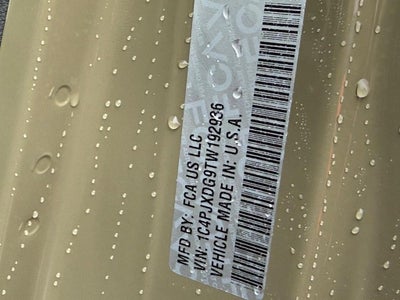 MFD BY: FCA US LLC
VIN: 1C4PJXDG9TW192936
VEHICLE MADE IN: U.S.A.